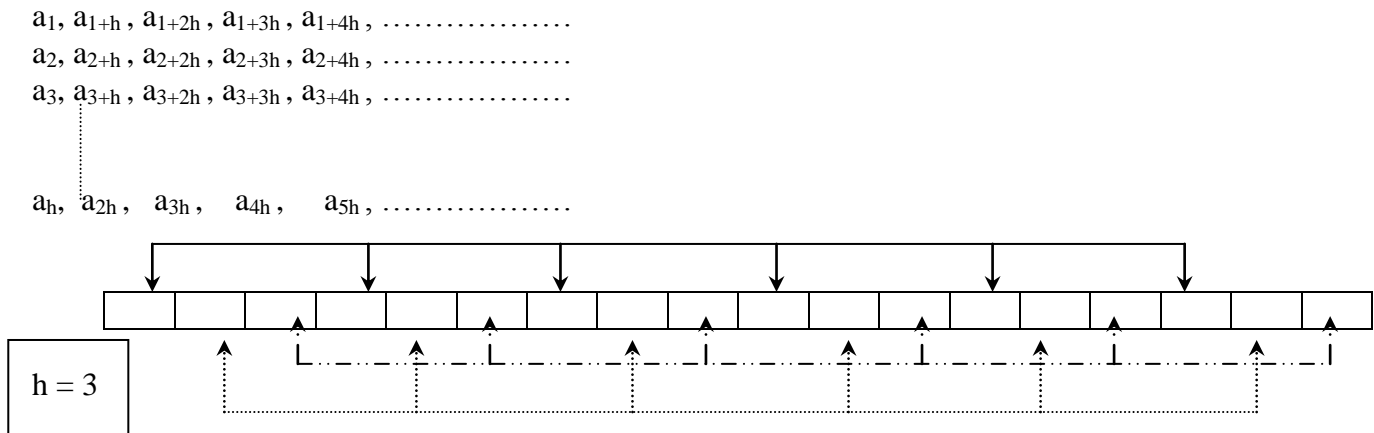 a₁, a₁₊ₕ , a₁₊₂ₕ , a₁₊₃ₕ , a₁₊₄ₕ , ………………
a₂, a₂₊ₕ , a₂₊₂ₕ , a₂₊₃ₕ , a₂₊₄ₕ , ………………
a₃, a₃₊ₕ , a₃₊₂ₕ , a₃₊₃ₕ , a₃₊₄ₕ , ………………
aₕ, a₂ₕ , a₃ₕ , a₄ₕ , a₅ₕ , ………………
h = 3